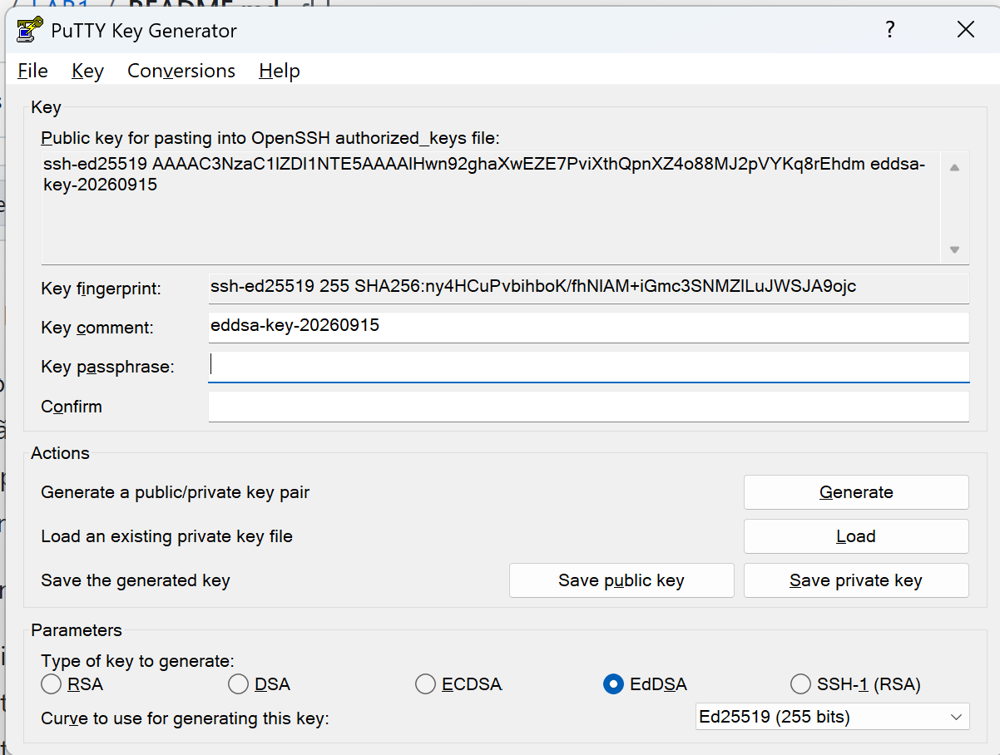 LAB1 / README.md
PuTTY Key Generator
?
File Key Conversions Help
Key
Public key for pasting into OpenSSH authorized_keys file:
ssh-ed25519 AAAAC3NzaC1lZDI1NTE5AAAAIHwn92ghaXwEZE7PviXthQpnXZ4o88MJ2pVYKq8rEhdm eddsa-
key-20260915
Key fingerprint: ssh-ed25519 255 SHA256:ny4HCuPvbihboK/fhNIAM+iGmc3SNMZlLuJWSJA9ojc
Key comment: eddsa-key-20260915
Key passphrase:
Confirm
Actions
Generate a public/private key pair Generate
Load an existing private key file Load
Save the generated key Save public key Save private key
Parameters
Type of key to generate:
RSA DSA ECDSA EdDSA SSH-1 (RSA)
Curve to use for generating this key: Ed25519 (255 bits)